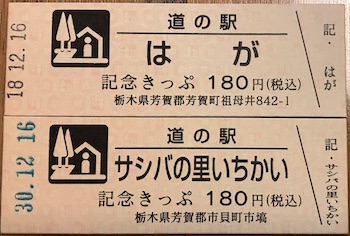 18.12.16
道の駅
はが
記念きっぷ 180円(税込)
栃木県芳賀郡芳賀町祖母井842-1
記・はが
30.12 16
道の駅
サシバの里いちかい
記念きっぷ 180円(税込)
栃木県芳賀郡市貝町市塙
記・サシバの里いちかい